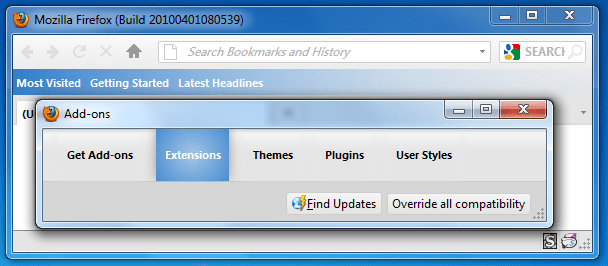 Mozilla Firefox (Build 20100401080539)
Search Bookmarks and History
SEARCH
Most Visited Getting Started Latest Headlines
(U
Add-ons
Get Add-ons Extensions Themes Plugins User Styles
Find Updates Override all compatibility
S